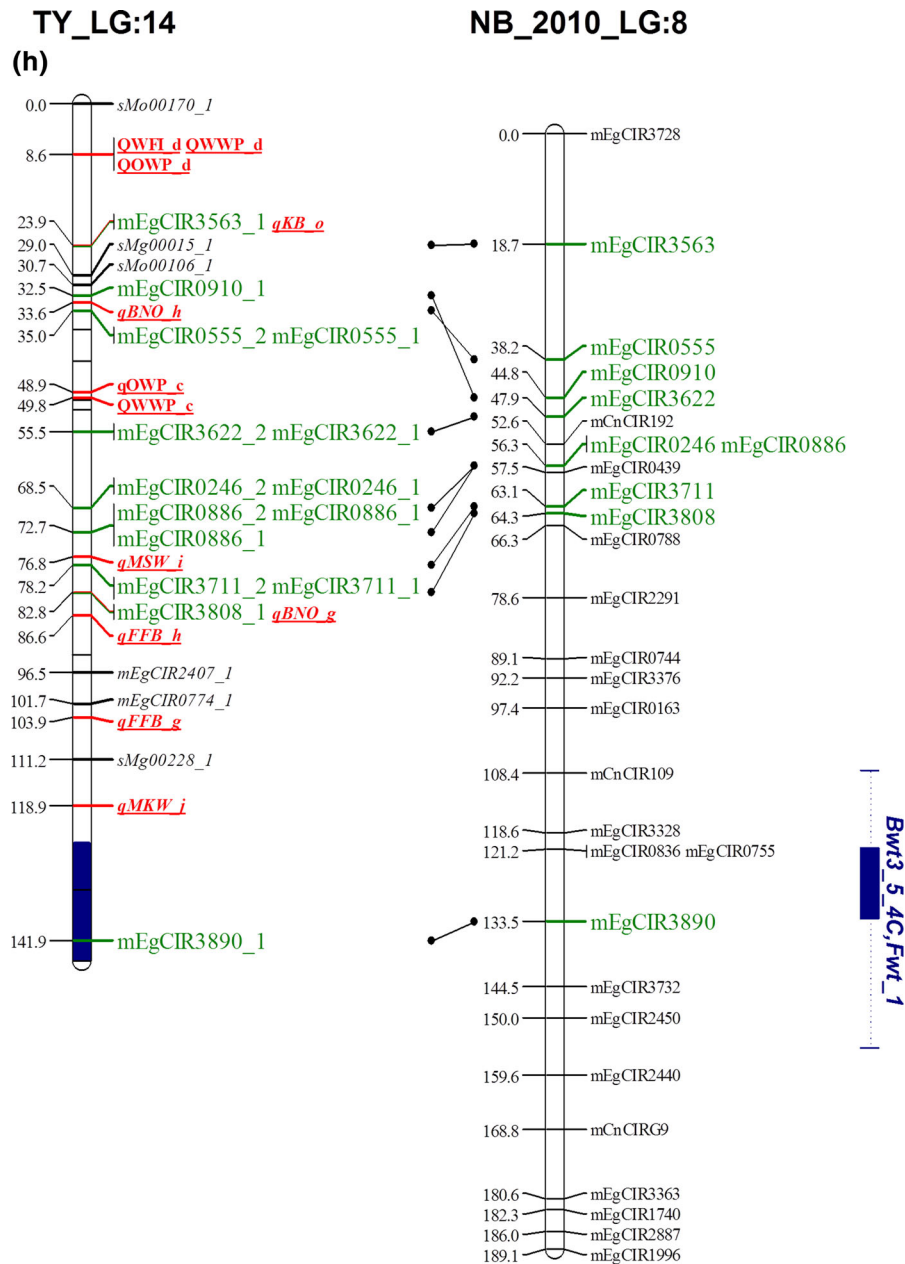 TY_LG:14
NB_2010_LG:8
(h)
0.0 sMo00170_1
8.6 QWFI_d QWWP_d
QOWP_d
23.9 mEgCIR3563_1 qKB_o
29.0 sMg00015_1
30.7 sMo00106_1
32.5 mEgCIR0910_1
33.6 qBNO_h
35.0 mEgCIR0555_2 mEgCIR0555_1
48.9 qOWP_c
49.8 QWWP_c
55.5 mEgCIR3622_2 mEgCIR3622_1
68.5 mEgCIR0246_2 mEgCIR0246_1
72.7 mEgCIR0886_2 mEgCIR0886_1
mEgCIR0886_1
76.8 qMSW_i
78.2 mEgCIR3711_2 mEgCIR3711_1
82.8 mEgCIR3808_1 qBNO_g
86.6 qFFB_h
96.5 mEgCIR2407_1
101.7 mEgCIR0774_1
103.9 qFFB_g
111.2 sMg00228_1
118.9 qMKW_j
141.9 mEgCIR3890_1
0.0 mEgCIR3728
18.7 mEgCIR3563
38.2 mEgCIR0555
44.8 mEgCIR0910
47.9 mEgCIR3622
52.6 mCnCIR192
56.3 mEgCIR0246 mEgCIR0886
57.5 mEgCIR0439
63.1 mEgCIR3711
64.3 mEgCIR3808
66.3 mEgCIR0788
78.6 mEgCIR2291
89.1 mEgCIR0744
92.2 mEgCIR3376
97.4 mEgCIR0163
108.4 mCnCIR109
118.6 mEgCIR3328
121.2 mEgCIR0836 mEgCIR0755
133.5 mEgCIR3890
144.5 mEgCIR3732
150.0 mEgCIR2450
159.6 mEgCIR2440
168.8 mCnCIRG9
180.6 mEgCIR3363
182.3 mEgCIR1740
186.0 mEgCIR2887
189.1 mEgCIR1996
Bwt3_5_4C,Fwt_1